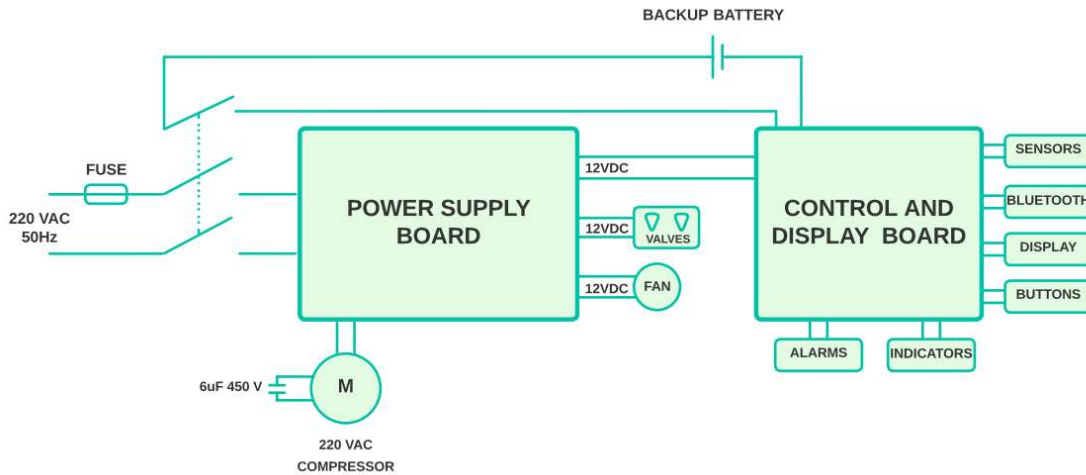 BACKUP BATTERY
FUSE
220 VAC
50Hz
POWER SUPPLY
BOARD
12VDC
12VDC
VALVES
12VDC
FAN
CONTROL AND
DISPLAY BOARD
SENSORS
BLUETOOTH
DISPLAY
BUTTONS
ALARMS
INDICATORS
6uF 450 V
M
220 VAC
COMPRESSOR